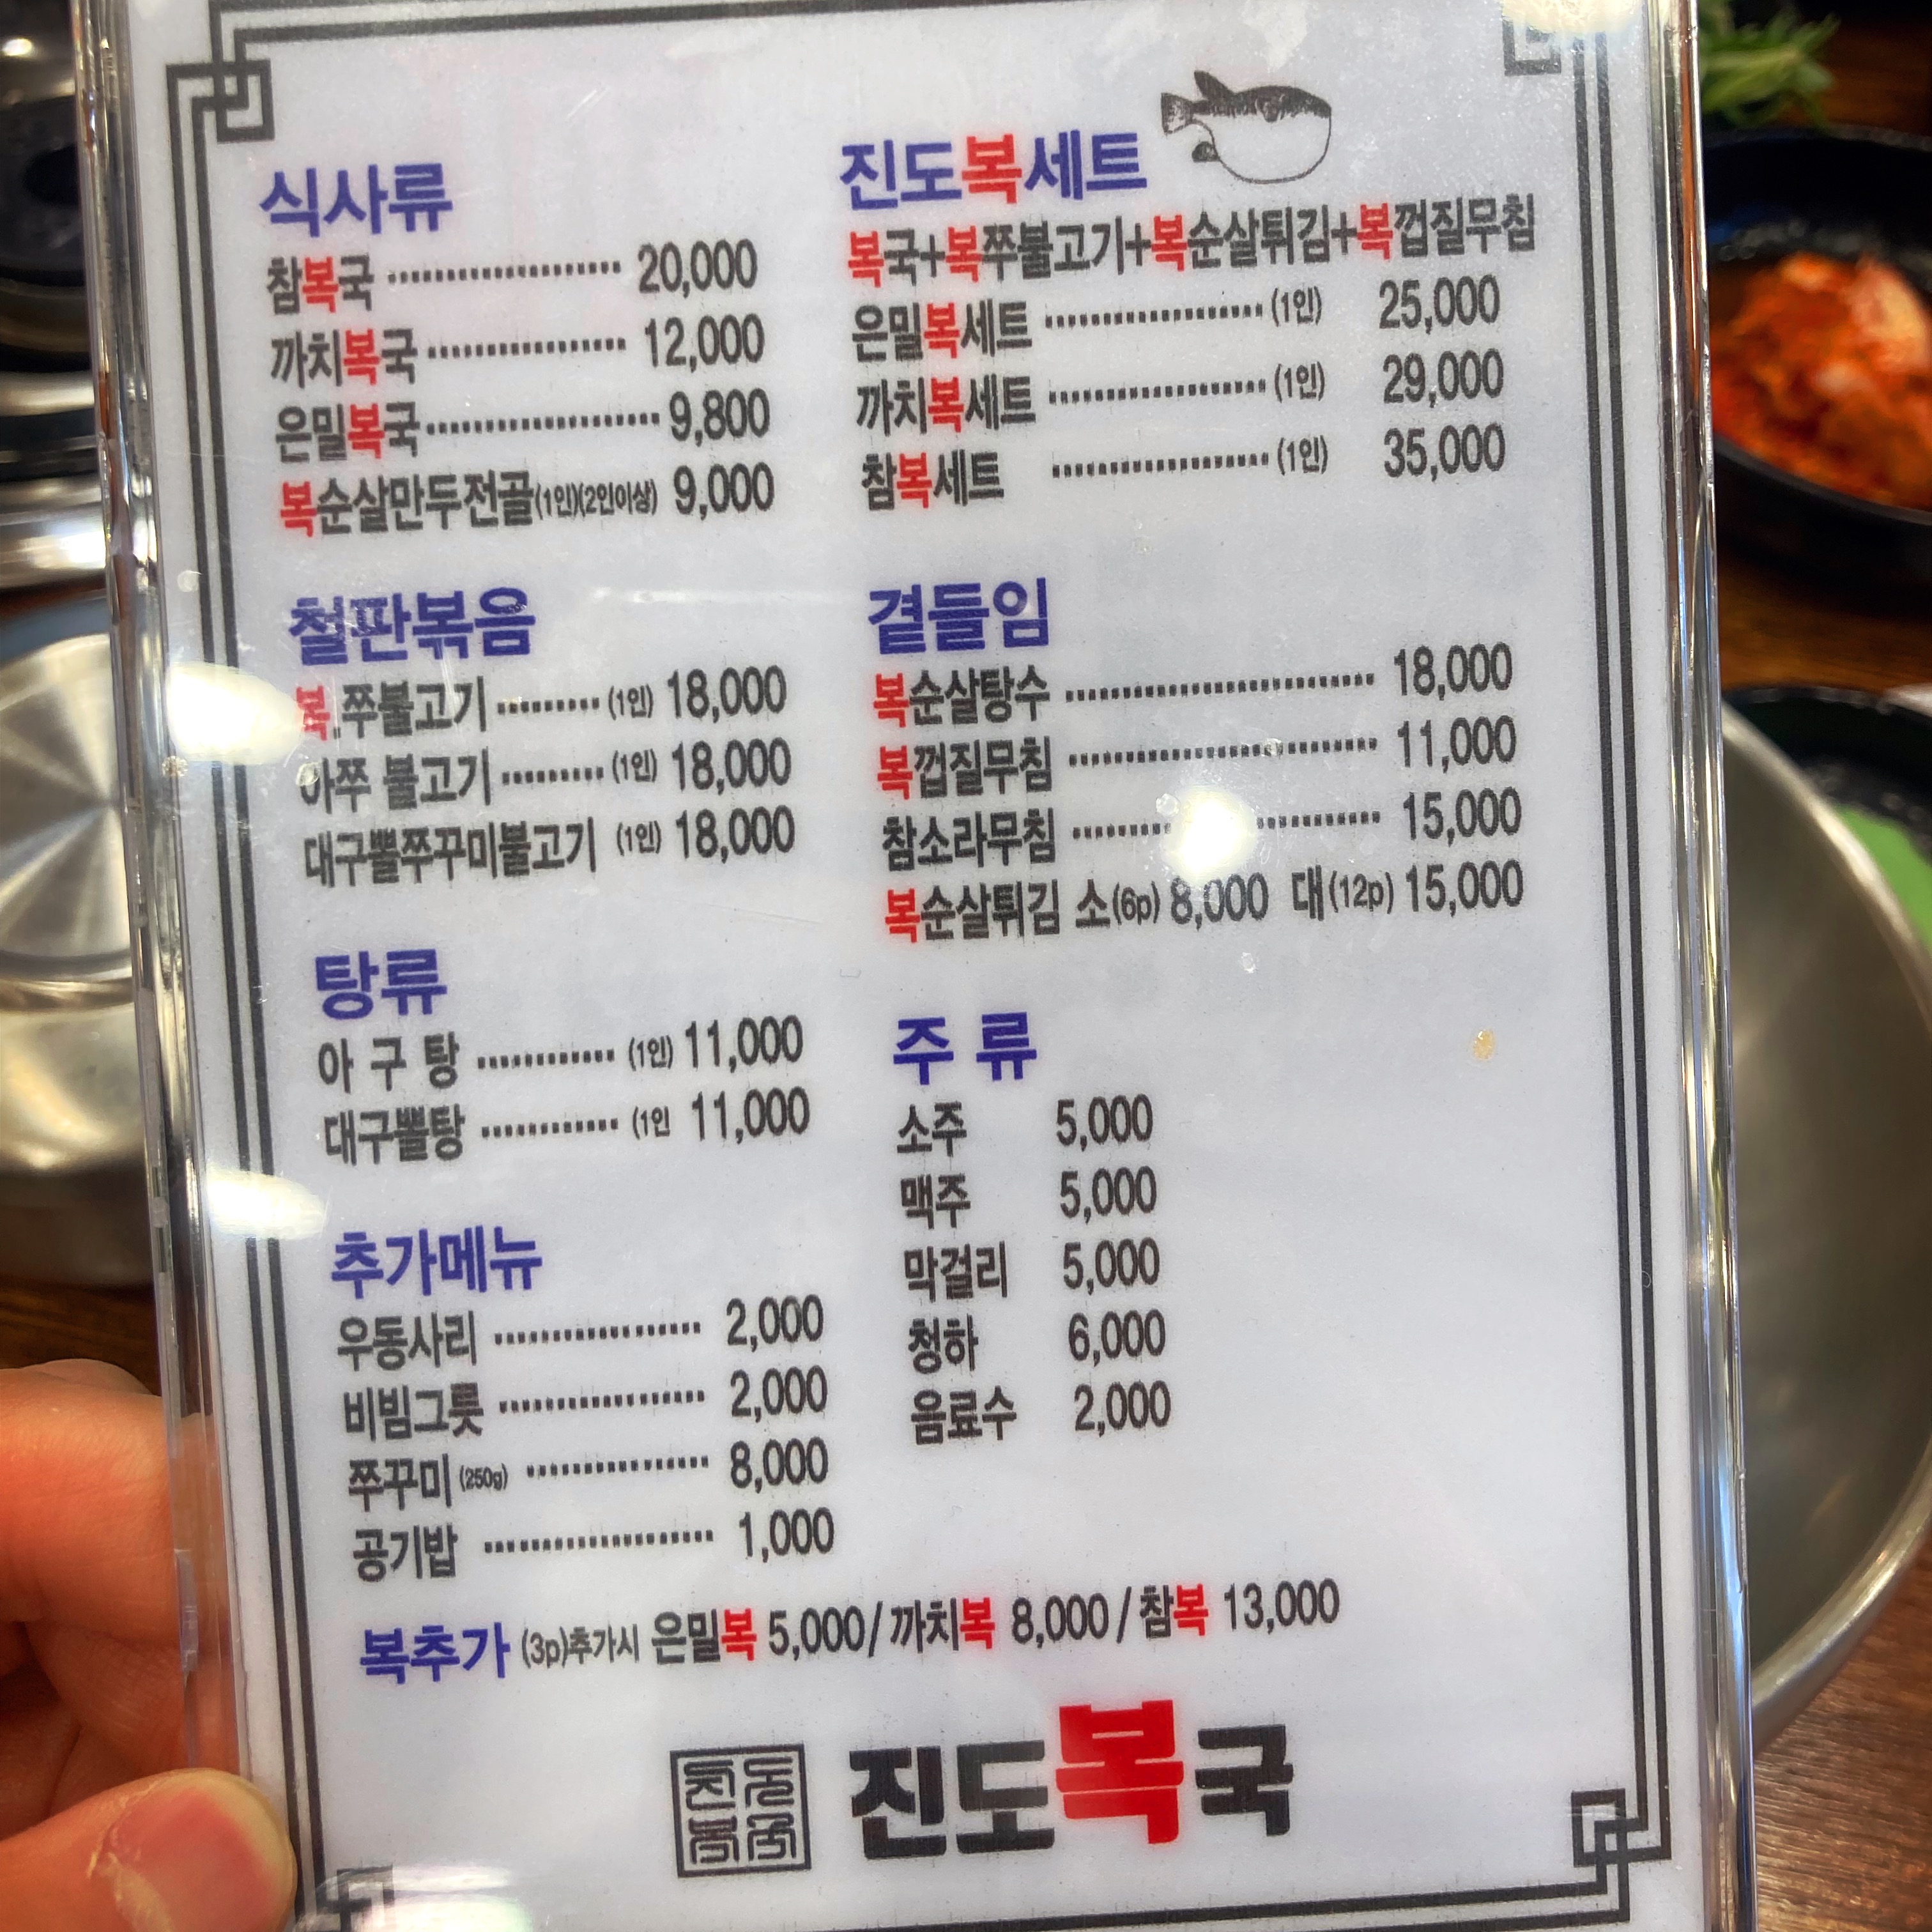 식사류
참복국 20,000
까치복국 12,000
은밀복국 9,800
복순살만두전골(1인)(2인이상) 9,000
철판볶음
복쭈불고기 (1인) 18,000
아쭈 불고기 (1인) 18,000
대구뽈쭈꾸미불고기 (1인) 18,000
탕류
아 구 탕 (1인) 11,000
대구뽈탕 (1인 11,000
추가메뉴
우동사리 2,000
비빔그릇 2,000
쭈꾸미 (250g) 8,000
공기밥 1,000
진도복세트
복국+복쭈불고기+복순살튀김+복껍질무침
은밀복세트 (1인) 25,000
까치복세트 (1인) 29,000
참복세트 (1인) 35,000
곁들임
복순살탕수 18,000
복껍질무침 11,000
참소라무침 15,000
복순살튀김 소(6p) 8,000 대(12p) 15,000
주 류
소주 5,000
맥주 5,000
막걸리 5,000
청하 6,000
음료수 2,000
복추가 (3p)추가시 은밀복 5,000/까치복 8,000/참복 13,000
진도복국